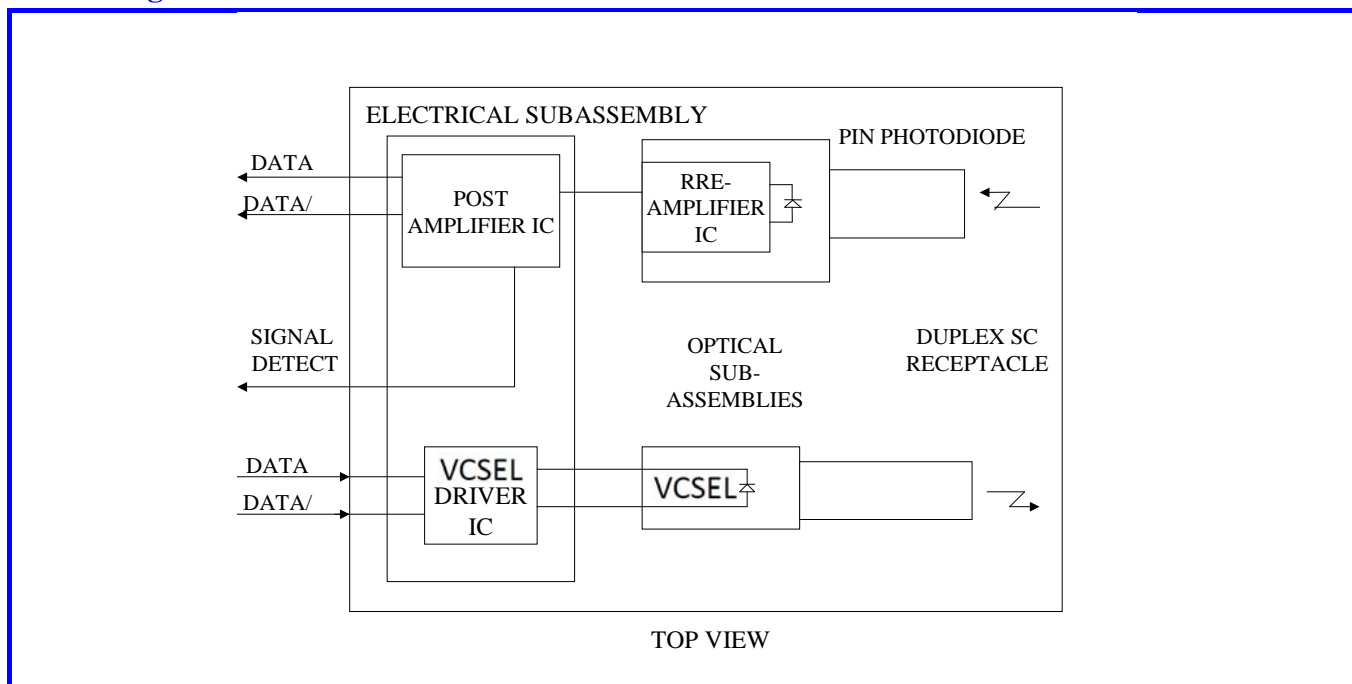 ELECTRICAL SUBASSEMBLY
PIN PHOTODIODE
DATA
DATA/
POST
AMPLIFIER IC
RRE-
AMPLIFIER
IC
SIGNAL
DETECT
OPTICAL
SUB-
ASSEMBLIES
DUPLEX SC
RECEPTACLE
DATA
DATA/
VCSEL
DRIVER
IC
VCSEL
TOP VIEW